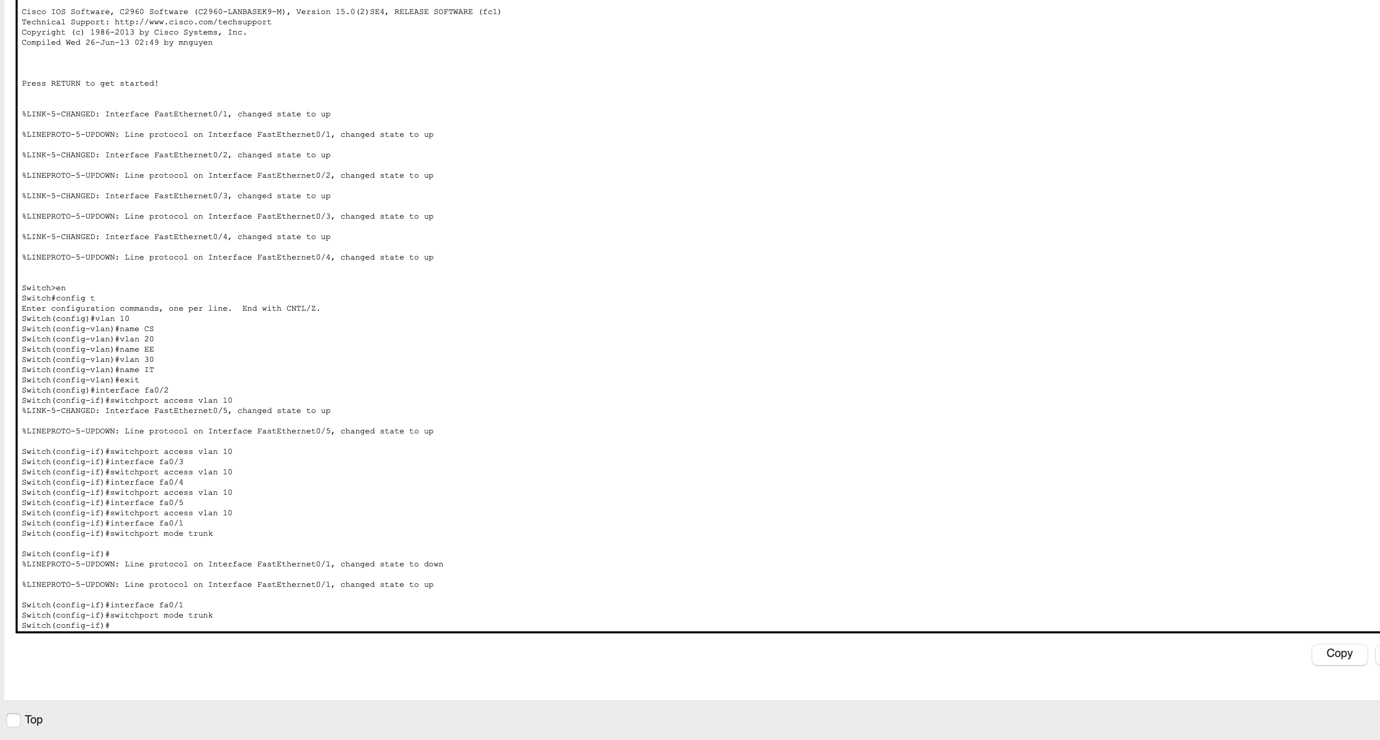 Cisco IOS Software, C2960 Software (C2960-LANBASEK9-M), Version 15.0(2)SE4, RELEASE SOFTWARE (fc1)
Technical Support: http://www.cisco.com/techsupport
Copyright (c) 1986-2013 by Cisco Systems, Inc.
Compiled Wed 26-Jun-13 02:49 by mnguyen
Press RETURN to get started!
%LINK-5-CHANGED: Interface FastEthernet0/1, changed state to up
%LINEPROTO-5-UPDOWN: Line protocol on Interface FastEthernet0/1, changed state to up
%LINK-5-CHANGED: Interface FastEthernet0/2, changed state to up
%LINEPROTO-5-UPDOWN: Line protocol on Interface FastEthernet0/2, changed state to up
%LINK-5-CHANGED: Interface FastEthernet0/3, changed state to up
%LINEPROTO-5-UPDOWN: Line protocol on Interface FastEthernet0/3, changed state to up
%LINK-5-CHANGED: Interface FastEthernet0/4, changed state to up
%LINEPROTO-5-UPDOWN: Line protocol on Interface FastEthernet0/4, changed state to up
Switch>en
Switch#config t
Enter configuration commands, one per line.  End with CNTL/Z.
Switch(config)#vlan 10
Switch(config-vlan)#name CS
Switch(config-vlan)#vlan 20
Switch(config-vlan)#name EE
Switch(config-vlan)#vlan 30
Switch(config-vlan)#name IT
Switch(config-vlan)#exit
Switch(config)#interface fa0/2
Switch(config-if)#switchport access vlan 10
%LINK-5-CHANGED: Interface FastEthernet0/5, changed state to up
%LINEPROTO-5-UPDOWN: Line protocol on Interface FastEthernet0/5, changed state to up
Switch(config-if)#switchport access vlan 10
Switch(config-if)#interface fa0/3
Switch(config-if)#switchport access vlan 10
Switch(config-if)#interface fa0/4
Switch(config-if)#switchport access vlan 10
Switch(config-if)#interface fa0/5
Switch(config-if)#switchport access vlan 10
Switch(config-if)#interface fa0/1
Switch(config-if)#switchport mode trunk
Switch(config-if)#
%LINEPROTO-5-UPDOWN: Line protocol on Interface FastEthernet0/1, changed state to down
%LINEPROTO-5-UPDOWN: Line protocol on Interface FastEthernet0/1, changed state to up
Switch(config-if)#interface fa0/1
Switch(config-if)#switchport mode trunk
Switch(config-if)#
Copy
Top